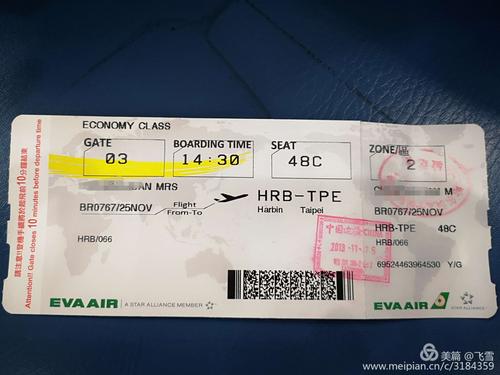 ECONOMY CLASS
GATE
BOARDING TIME
SEAT
ZONE/區
03
14:30
48C
2
AN MRS
HRB-TPE
BR0767/25NOV
Flight
From-To
Harbin
Taipei
BR0767/25NOV
HRB/066
HRB-TPE
48C
HRB/066
69524463964530
Y/G
請注意!!登機手續將於起飛前10分鐘結束
Attention!! Gate closes 10 minutes before departure time
EVA AIR
A STAR ALLIANCE MEMBER
EVA AIR
美篇 @飞雪
www.meipian.cn/c/3184359